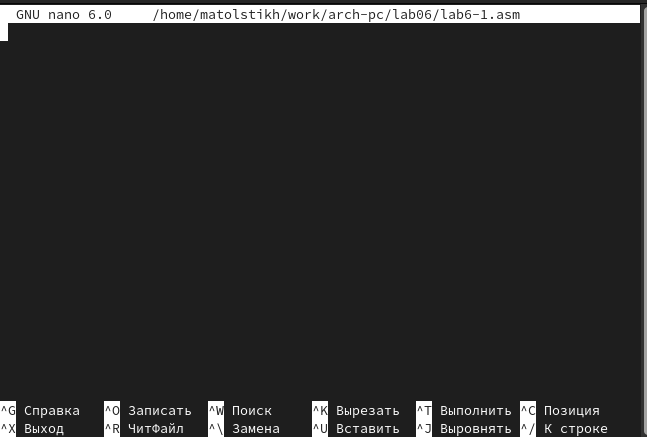 GNU nano 6.0 /home/matolstikh/work/arch-pc/lab06/lab6-1.asm
^G Справка ^O Записать ^W Поиск ^K Вырезать ^T Выполнить ^C Позиция
^X Выход ^R ЧитФайл ^\ Замена ^U Вставить ^J Выровнять ^/ К строке